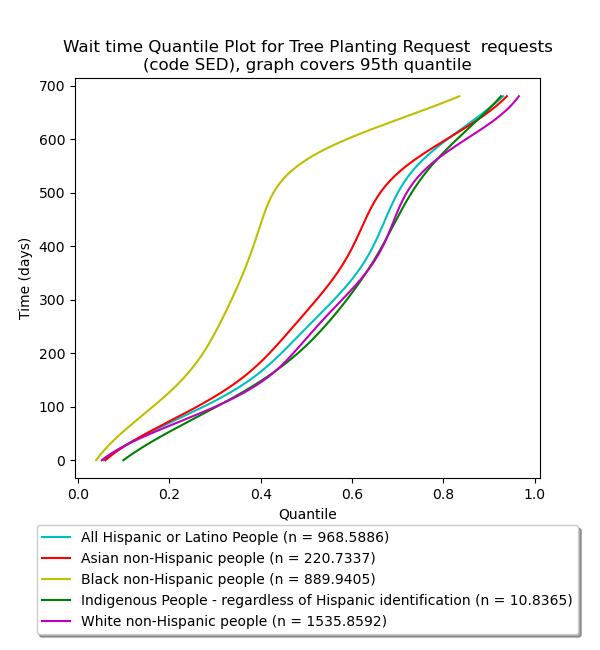 Wait time Quantile Plot for Tree Planting Request  requests
(code SED), graph covers 95th quantile
700
600
500
400
300
200
100
0
Time (days)
0.0 0.2 0.4 0.6 0.8 1.0
Quantile
All Hispanic or Latino People (n = 968.5886)
Asian non-Hispanic people (n = 220.7337)
Black non-Hispanic people (n = 889.9405)
Indigenous People - regardless of Hispanic identification (n = 10.8365)
White non-Hispanic people (n = 1535.8592)